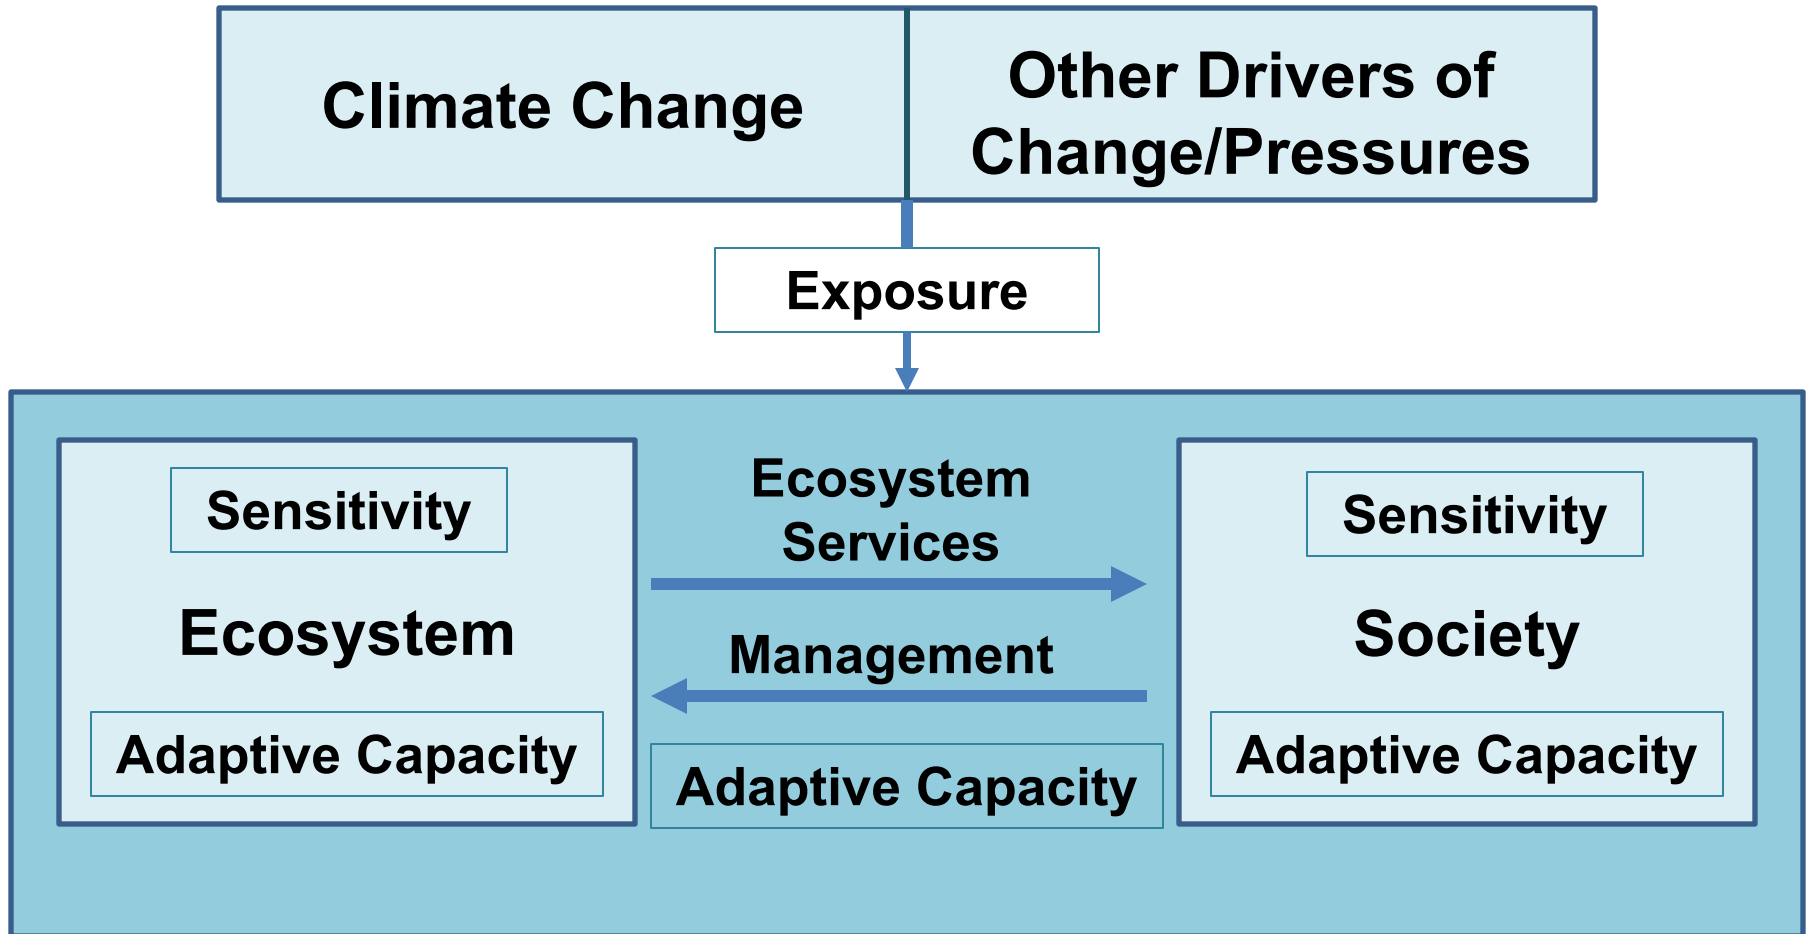 Climate Change
Other Drivers of
Change/Pressures
Exposure
Sensitivity
Ecosystem
Adaptive Capacity
Ecosystem
Services
Management
Adaptive Capacity
Sensitivity
Society
Adaptive Capacity